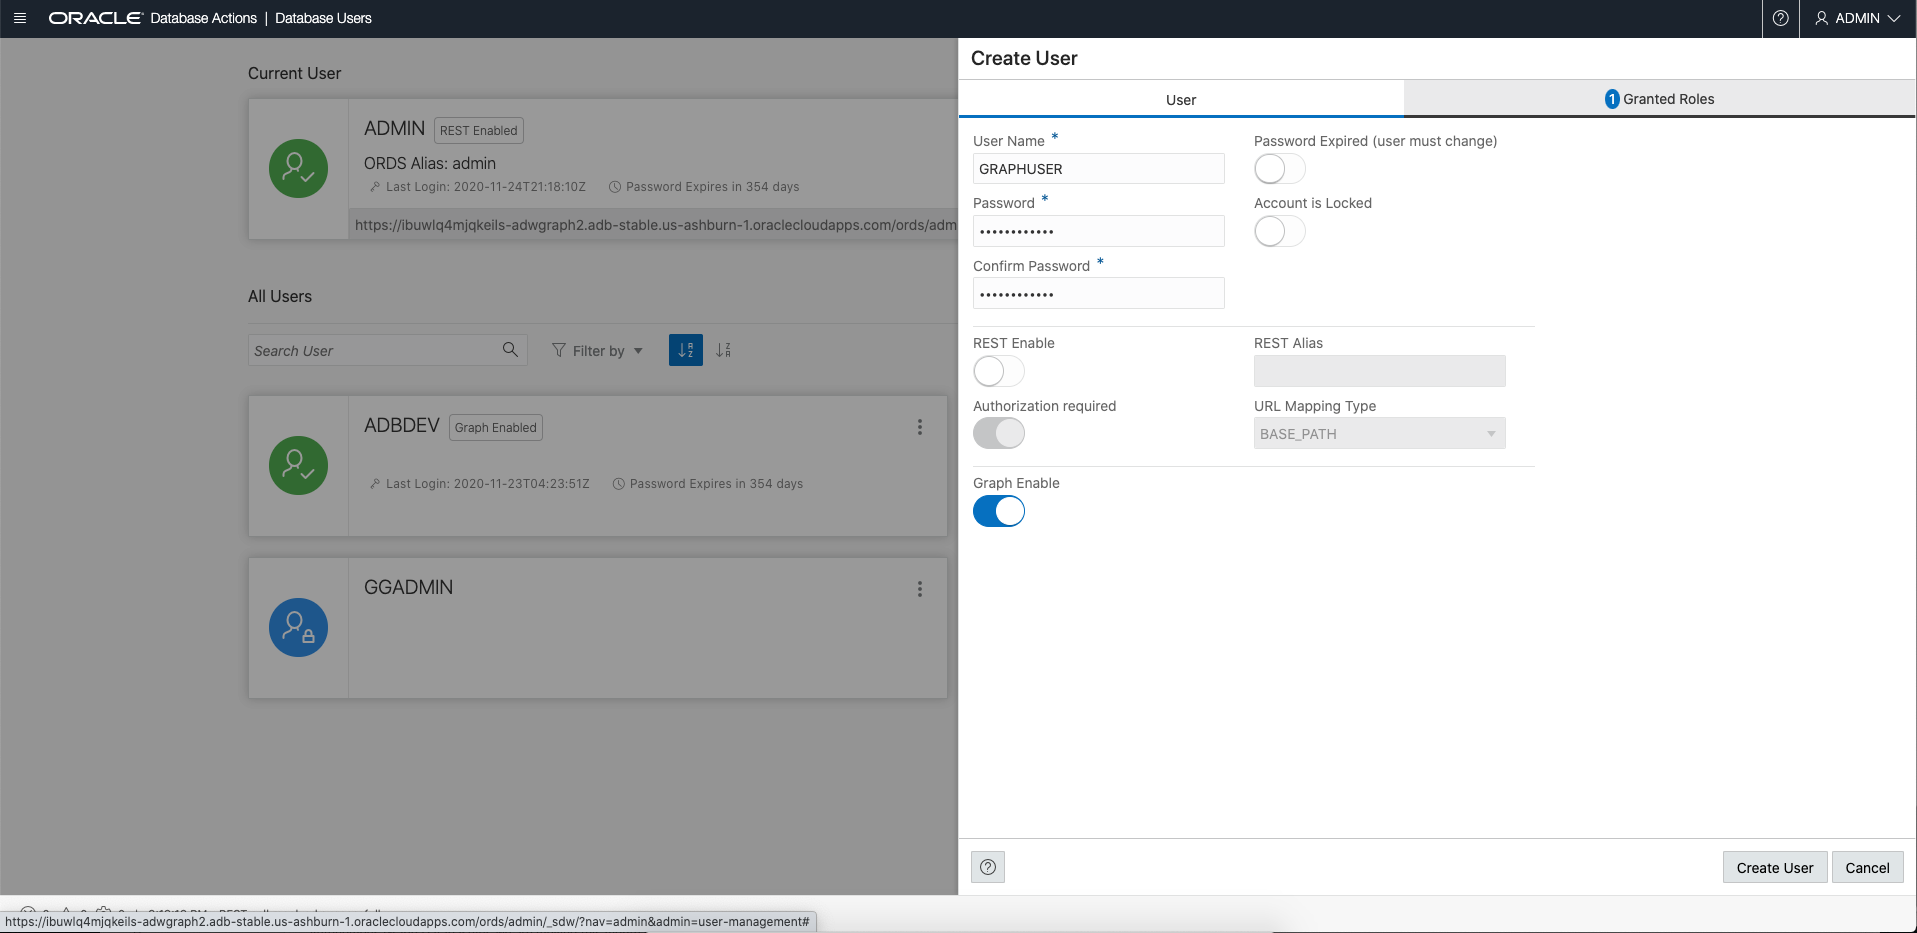 ORACLE Database Actions | Database Users
ADMIN
Current User
ADMIN REST Enabled
ORDS Alias: admin
Last Login: 2020-11-24T21:18:10Z Password Expires in 354 days
https://ibuwlq4mjqkeils-adwgraph2.adb-stable.us-ashburn-1.oraclecloudapps.com/ords/adm
All Users
Search User
Filter by
ADBDEV Graph Enabled
Last Login: 2020-11-23T04:23:51Z Password Expires in 354 days
GGADMIN
Create User
User
1 Granted Roles
User Name *
GRAPHUSER
Password Expired (user must change)
Password *
••••••••••••
Account is Locked
Confirm Password *
••••••••••••
REST Enable
REST Alias
Authorization required
URL Mapping Type
BASE_PATH
Graph Enable
Create User
Cancel
https://ibuwlq4mjqkeils-adwgraph2.adb-stable.us-ashburn-1.oraclecloudapps.com/ords/admin/_sdw/?nav=admin&admin=user-management#